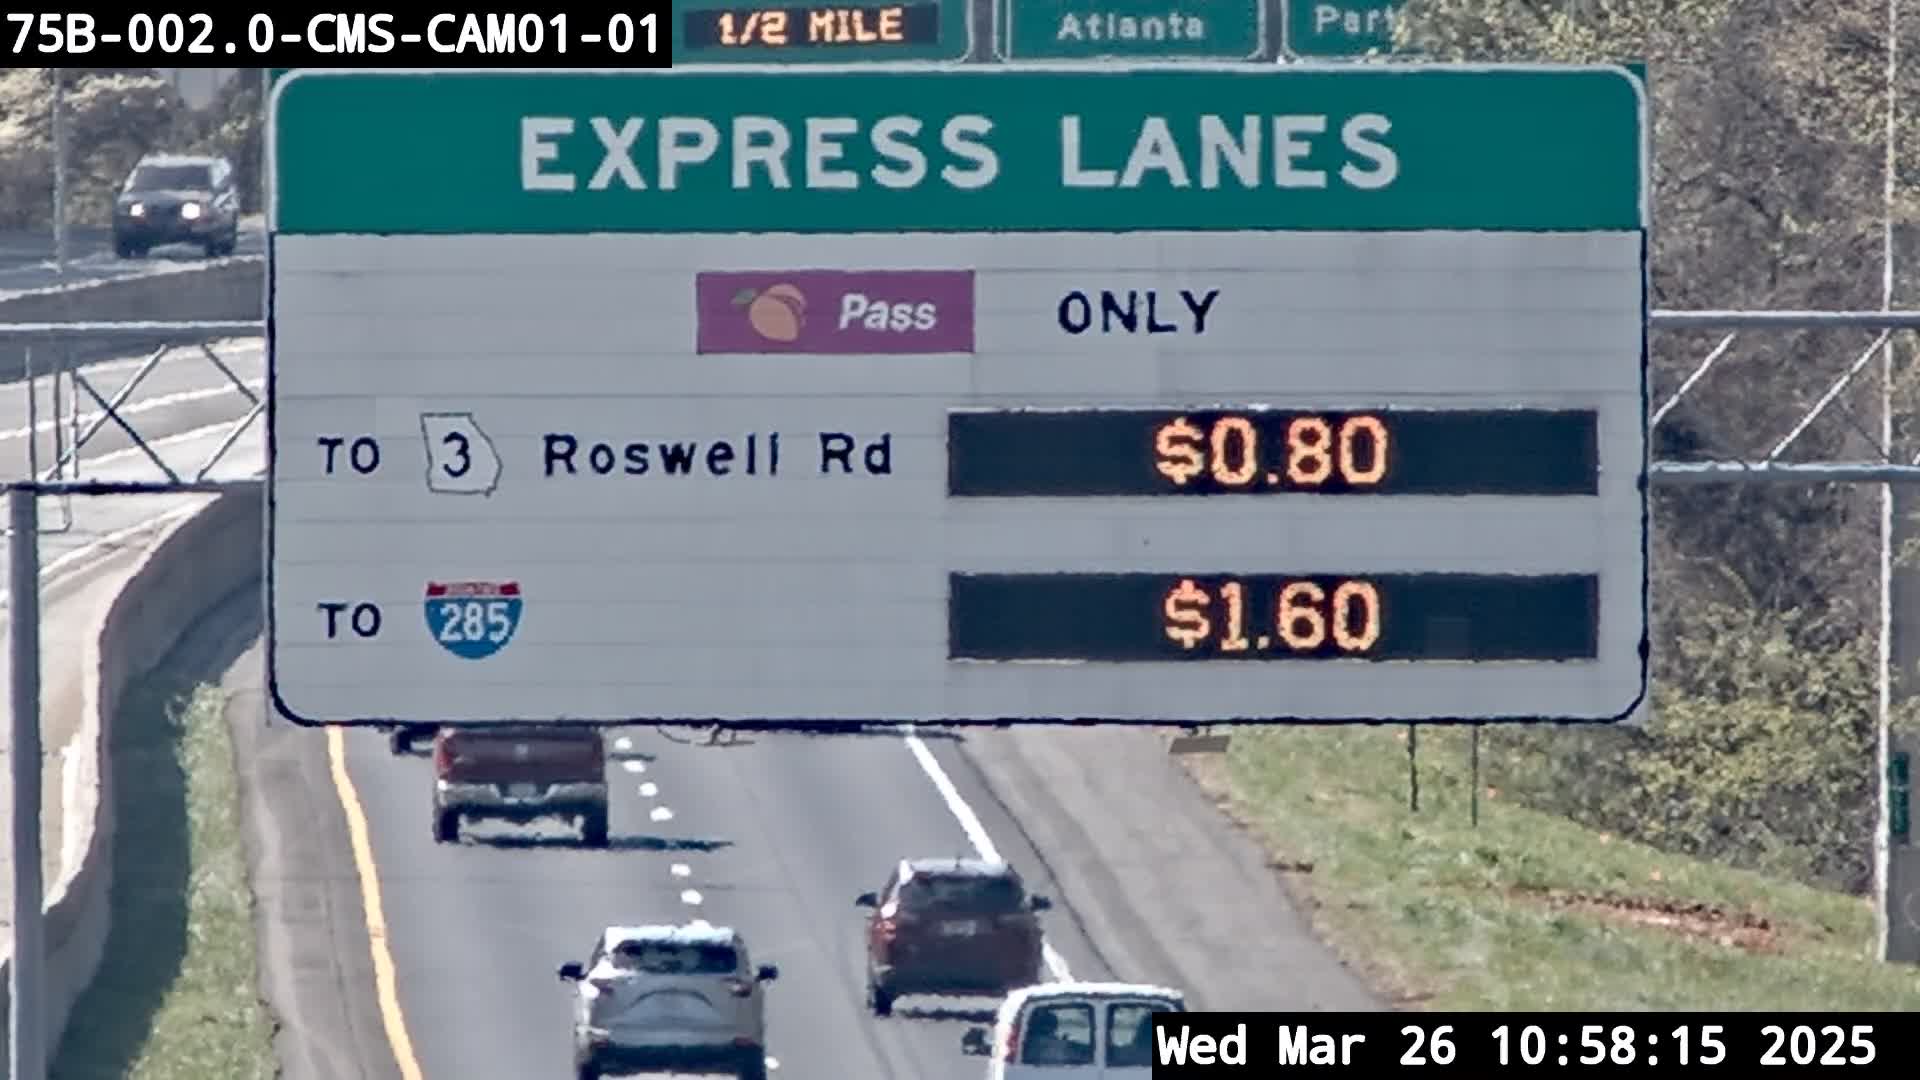 75B-002.0-CMS-CAM01-01
1/2 MILE
Atlanta
EXPRESS LANES
Pass ONLY
TO 3 Roswell Rd $0.80
TO 285 $1.60
Wed Mar 26 10:58:15 2025